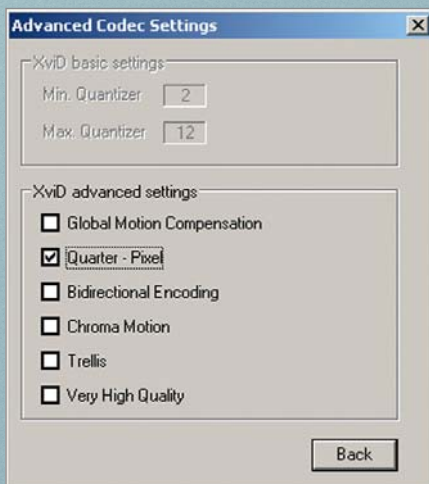 Advanced Codec Settings
XviD basic settings
Min. Quantizer 2
Max. Quantizer 12
XviD advanced settings
Global Motion Compensation
Quarter - Pixel
Bidirectional Encoding
Chroma Motion
Trellis
Very High Quality
Back